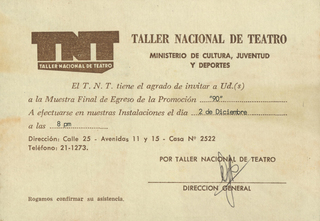 TNT
TALLER NACIONAL DE TEATRO
TALLER NACIONAL DE TEATRO
MINISTERIO DE CULTURA, JUVENTUD
Y DEPORTES
El T. N. T. tiene el agrado de invitar a Ud.(s)
a la Muestra Final de Egreso de la Promoción "90"
A efectuarse en nuestras Instalaciones el día 2 de Diciembre
a las 8 pm
Dirección: Calle 25 - Avenidas 11 y 15 - Casa Nº 2522
Teléfono: 21-1273.
POR TALLER NACIONAL DE TEATRO
DIRECCION GENERAL
Rogamos confirmar su asistencia.